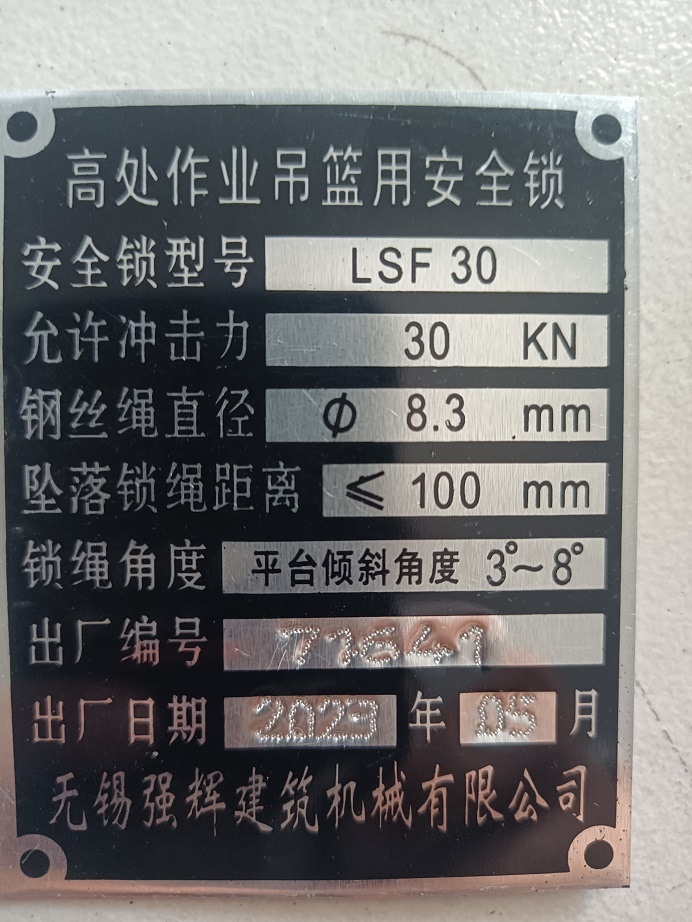 高处作业吊篮用安全锁
安全锁型号 LSF 30
允许冲击力 30 KN
钢丝绳直径 ϕ 8.3 mm
坠落锁绳距离 ≤ 100 mm
锁绳角度 平台倾斜角度 3°~8°
出厂编号 71641
出厂日期 2023 年 05 月
无锡强辉建筑机械有限公司